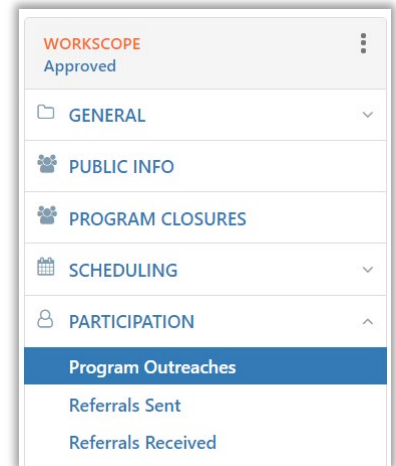 WORKSCOPE
Approved
GENERAL
PUBLIC INFO
PROGRAM CLOSURES
SCHEDULING
PARTICIPATION
Program Outreaches
Referrals Sent
Referrals Received